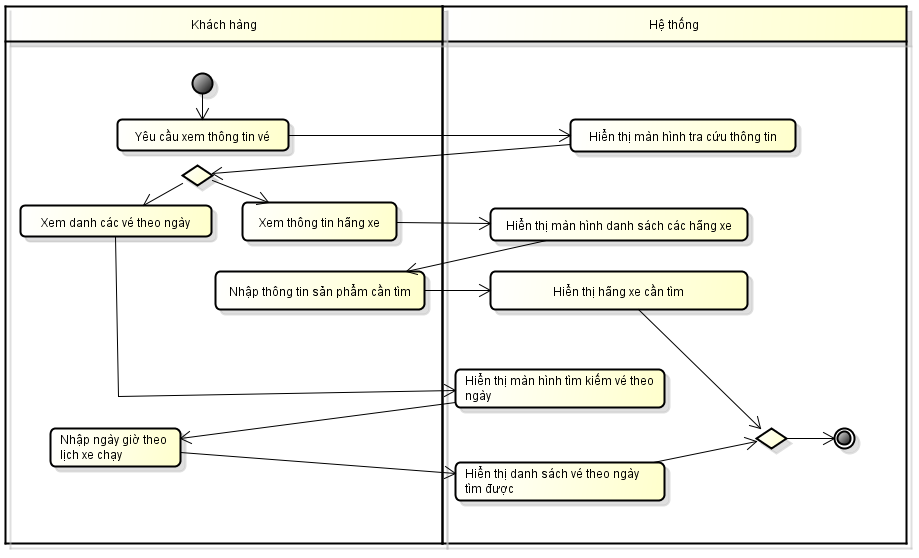 Khách hàng
Hệ thống
Yêu cầu xem thông tin vé
Hiển thị màn hình tra cứu thông tin
Xem danh các vé theo ngày
Xem thông tin hãng xe
Hiển thị màn hình danh sách các hãng xe
Nhập thông tin sản phẩm cần tìm
Hiển thị hãng xe cần tìm
Hiển thị màn hình tìm kiếm vé theo
ngày
Nhập ngày giờ theo
lịch xe chạy
Hiển thị danh sách vé theo ngày
tìm được